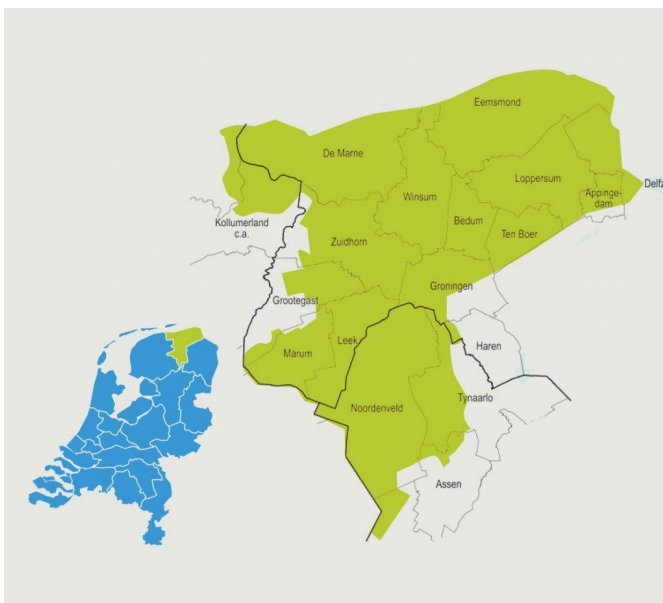 Eemsmond
De Marne
Loppersum
Delfz
Appinge-
dam
Winsum
Kollumerland
c.a.
Bedum
Ten Boer
Zuidhorn
Groningen
Grootegast
Leek
Haren
Marum
Tynaarlo
Noordenveld
Assen